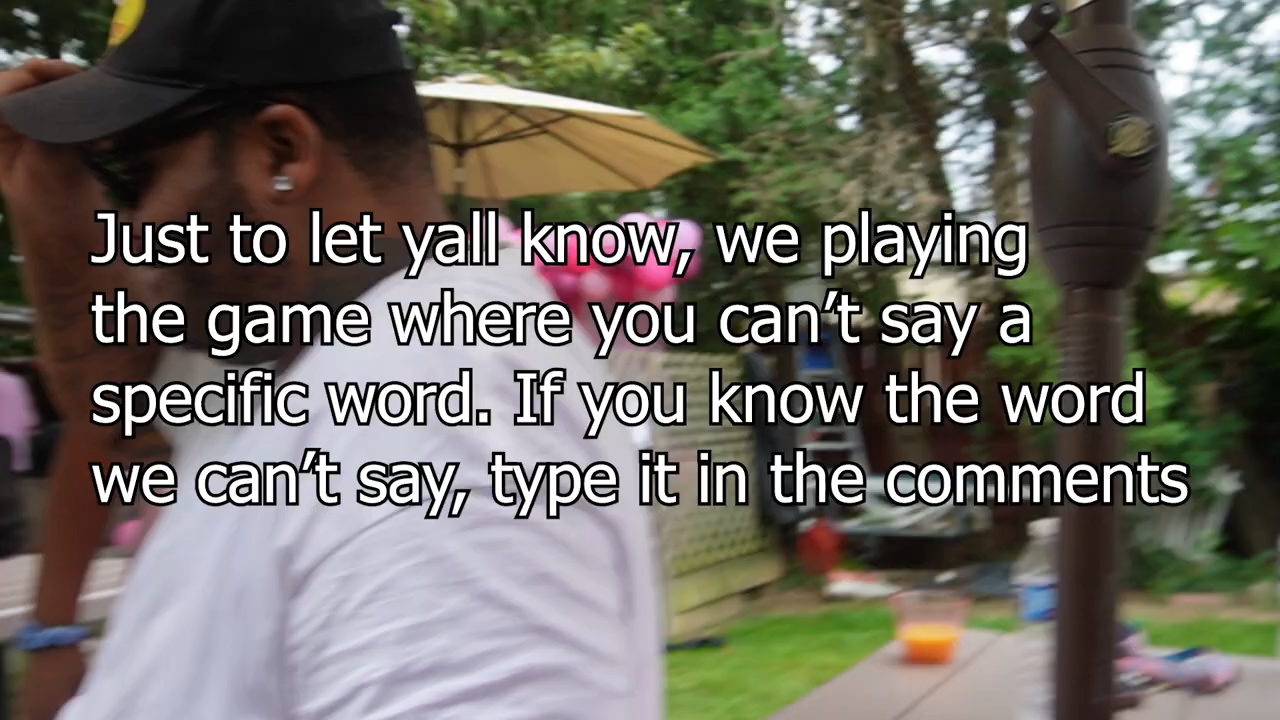 Just to let yall know, we playing
the game where you can’t say a
specific word. If you know the word
we can’t say, type it in the comments